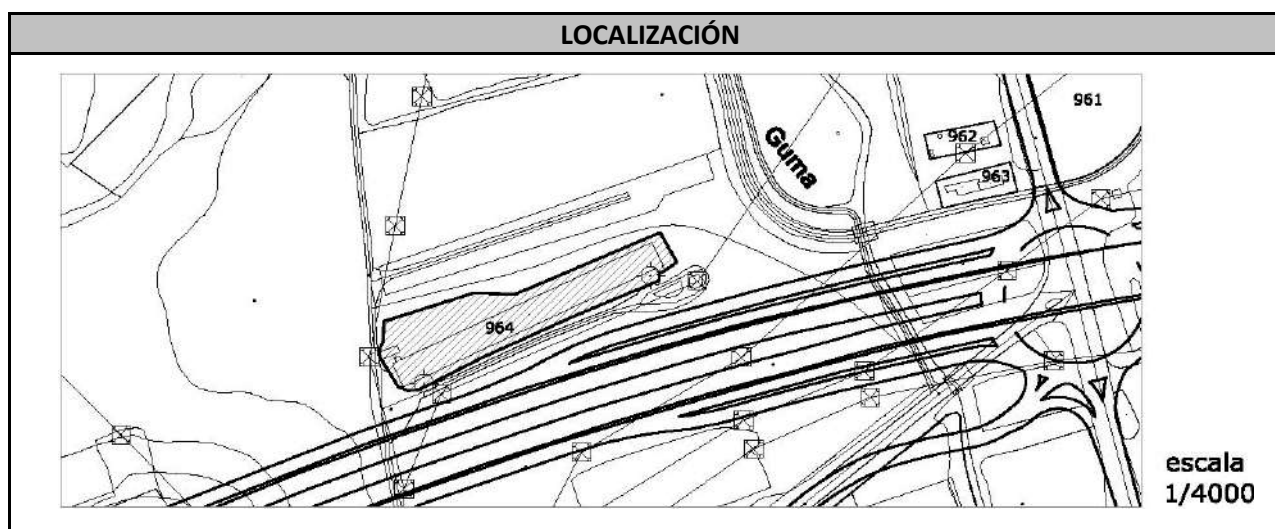 LOCALIZACIÓN
961
962
Guma
963
964
escala
1/4000